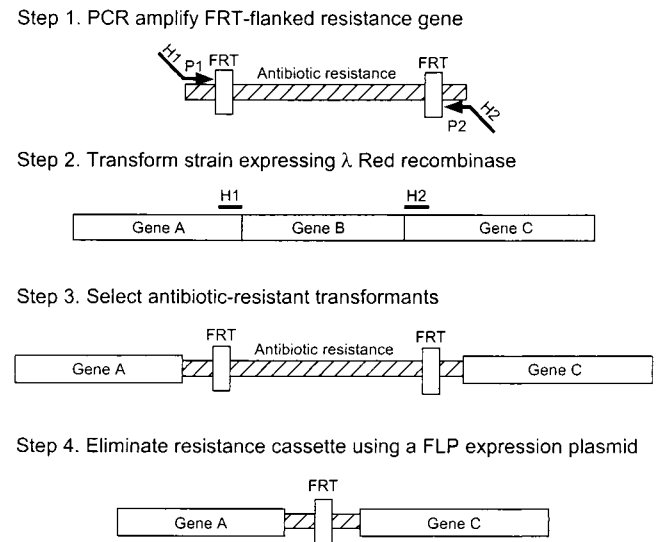 Step 1. PCR amplify FRT-flanked resistance gene
H1
P1
FRT
Antibiotic resistance
FRT
P2
H2
Step 2. Transform strain expressing λ Red recombinase
H1 H2
Gene A Gene B Gene C
Step 3. Select antibiotic-resistant transformants
FRT Antibiotic resistance FRT
Gene A Gene C
Step 4. Eliminate resistance cassette using a FLP expression plasmid
FRT
Gene A Gene C